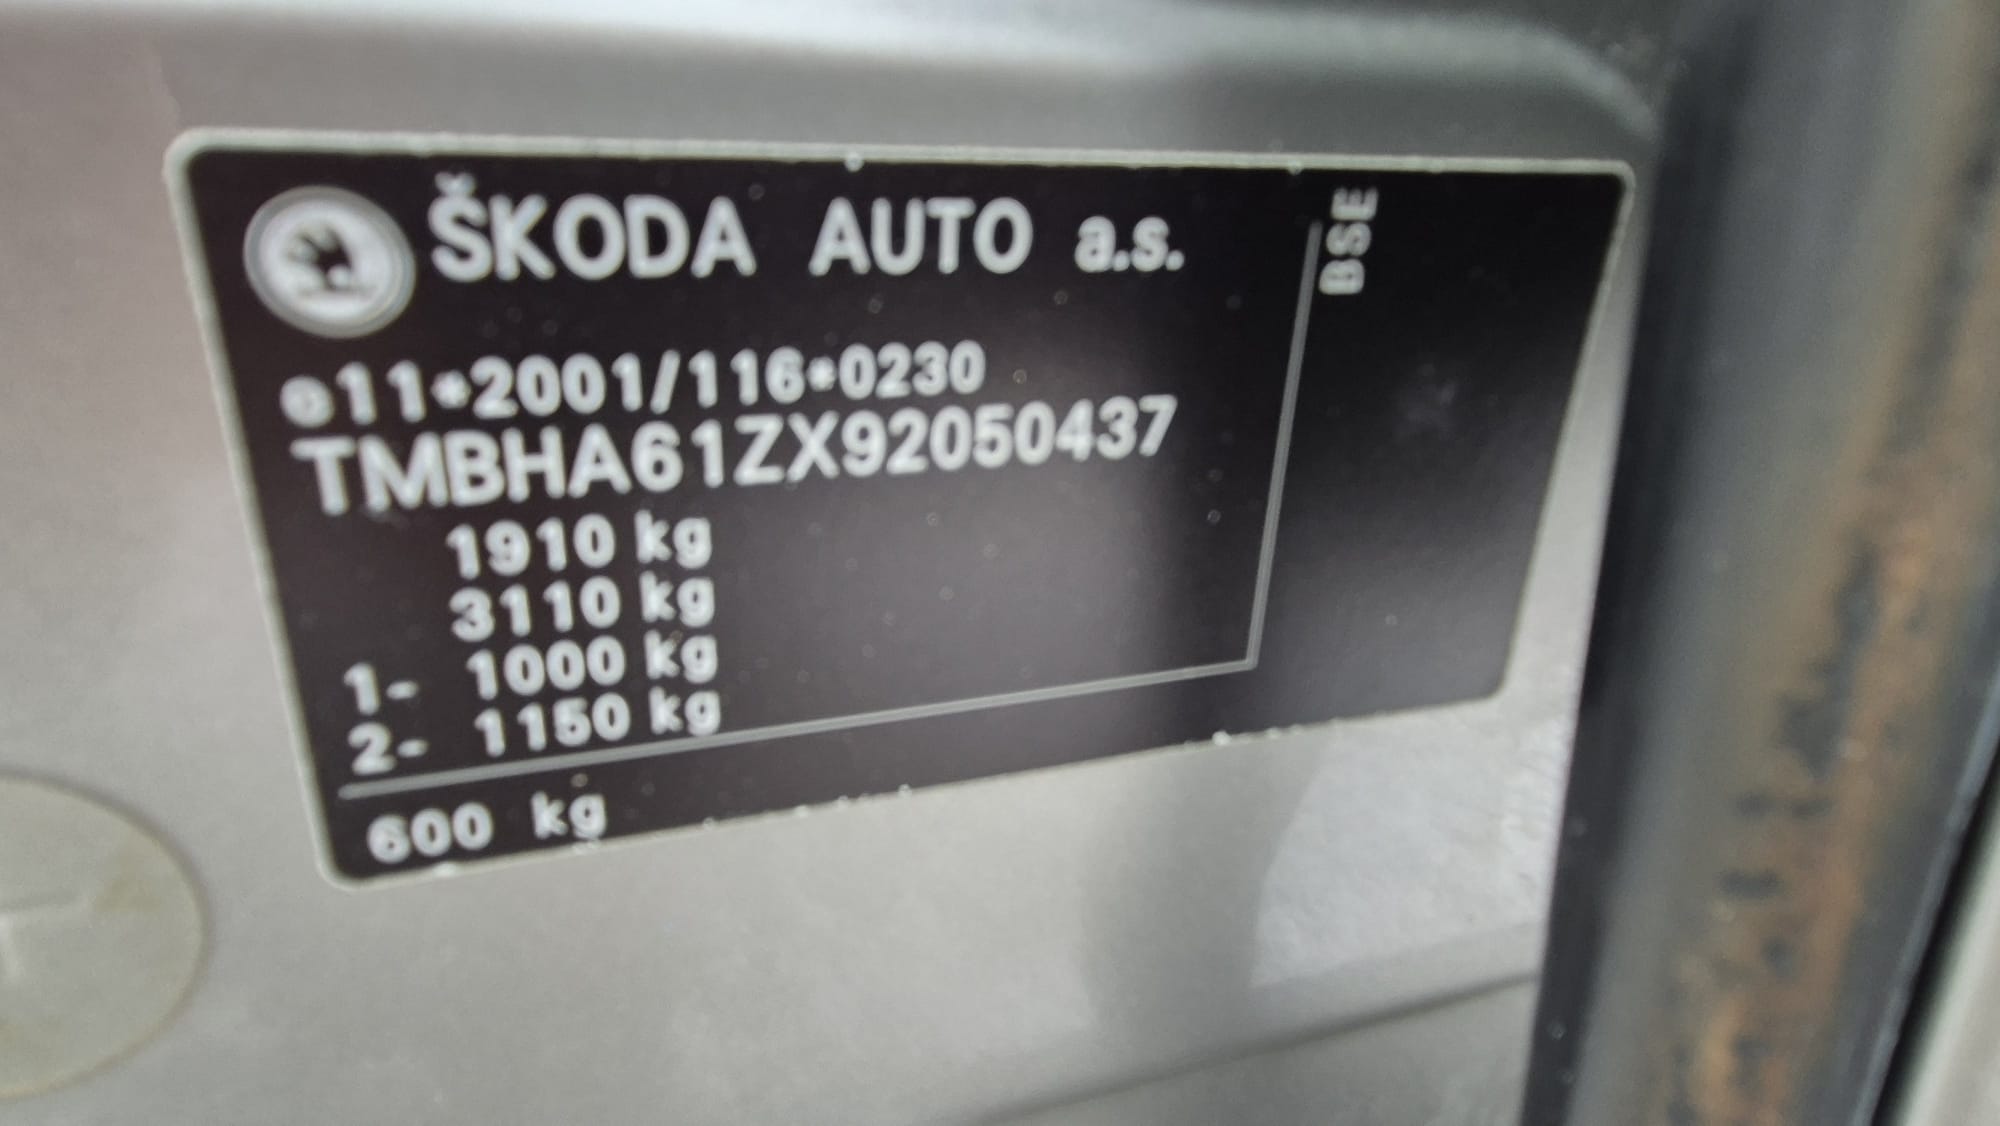 ŠKODA AUTO a.s.
BSE
e11*2001/116*0230
TMBHA61ZX92050437
1910 kg
3110 kg
1- 1000 kg
2- 1150 kg
600 kg